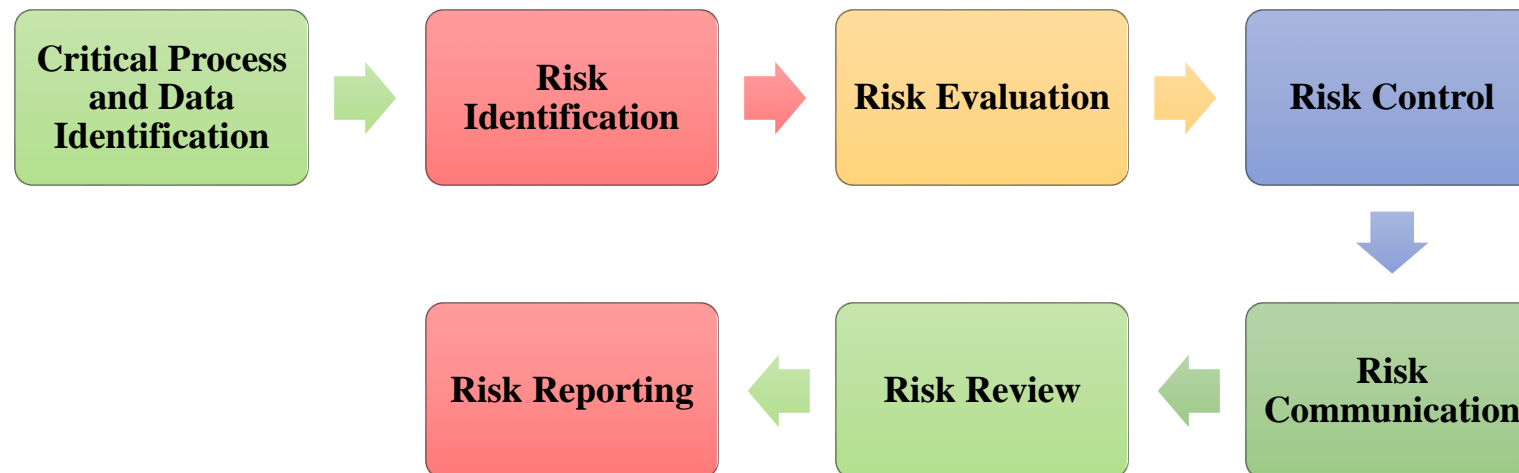 Critical Process
and Data
Identification
Risk
Identification
Risk Evaluation
Risk Control
Risk
Communication
Risk Review
Risk Reporting